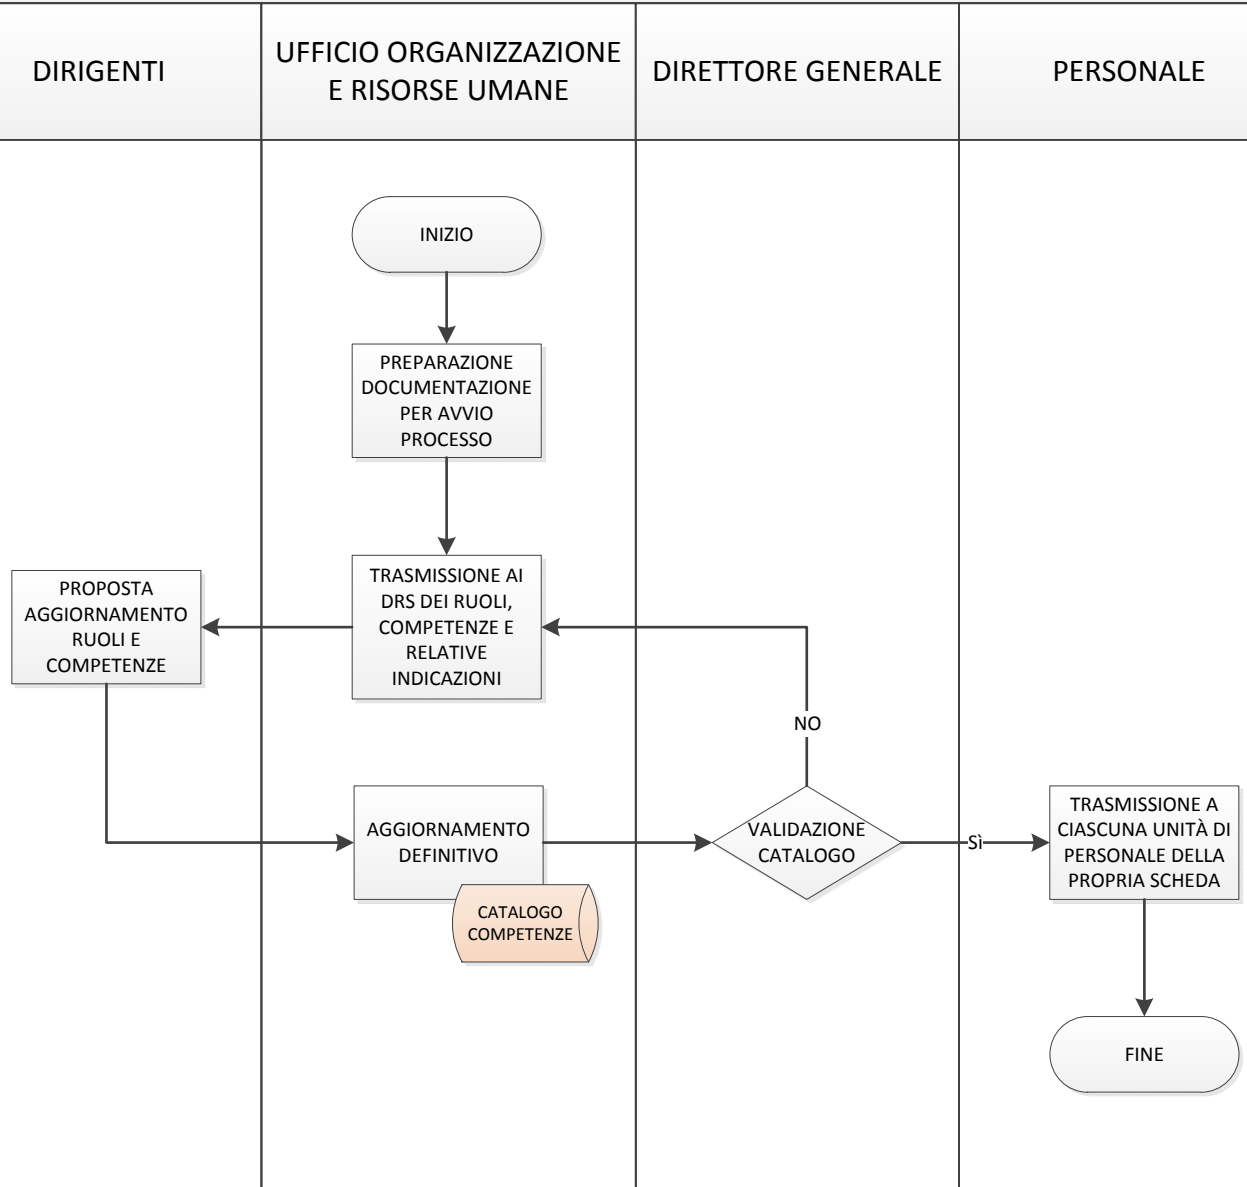 DIRIGENTI
UFFICIO ORGANIZZAZIONE
E RISORSE UMANE
DIRETTORE GENERALE
PERSONALE
INIZIO
PREPARAZIONE
DOCUMENTAZIONE
PER AVVIO
PROCESSO
TRASMISSIONE AI
DRS DEI RUOLI,
COMPETENZE E
RELATIVE
INDICAZIONI
PROPOSTA
AGGIORNAMENTO
RUOLI E
COMPETENZE
NO
AGGIORNAMENTO
DEFINITIVO
CATALOGO
COMPETENZE
VALIDAZIONE
CATALOGO
Sì
TRASMISSIONE A
CIASCUNA UNITÀ DI
PERSONALE DELLA
PROPRIA SCHEDA
FINE